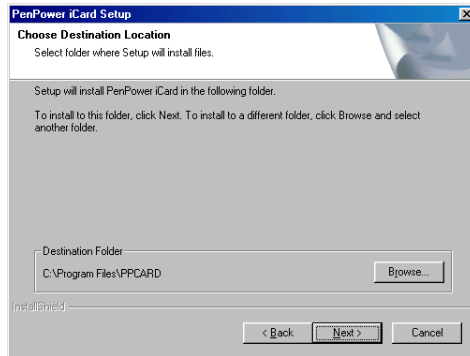 PenPower iCard Setup
Choose Destination Location
Select folder where Setup will install files.
Setup will install PenPower iCard in the following folder.
To install to this folder, click Next. To install to a different folder, click Browse and select
another folder.
Destination Folder
C:\Program Files\PPCARD
Browse...
InstallShield
< Back
Next >
Cancel